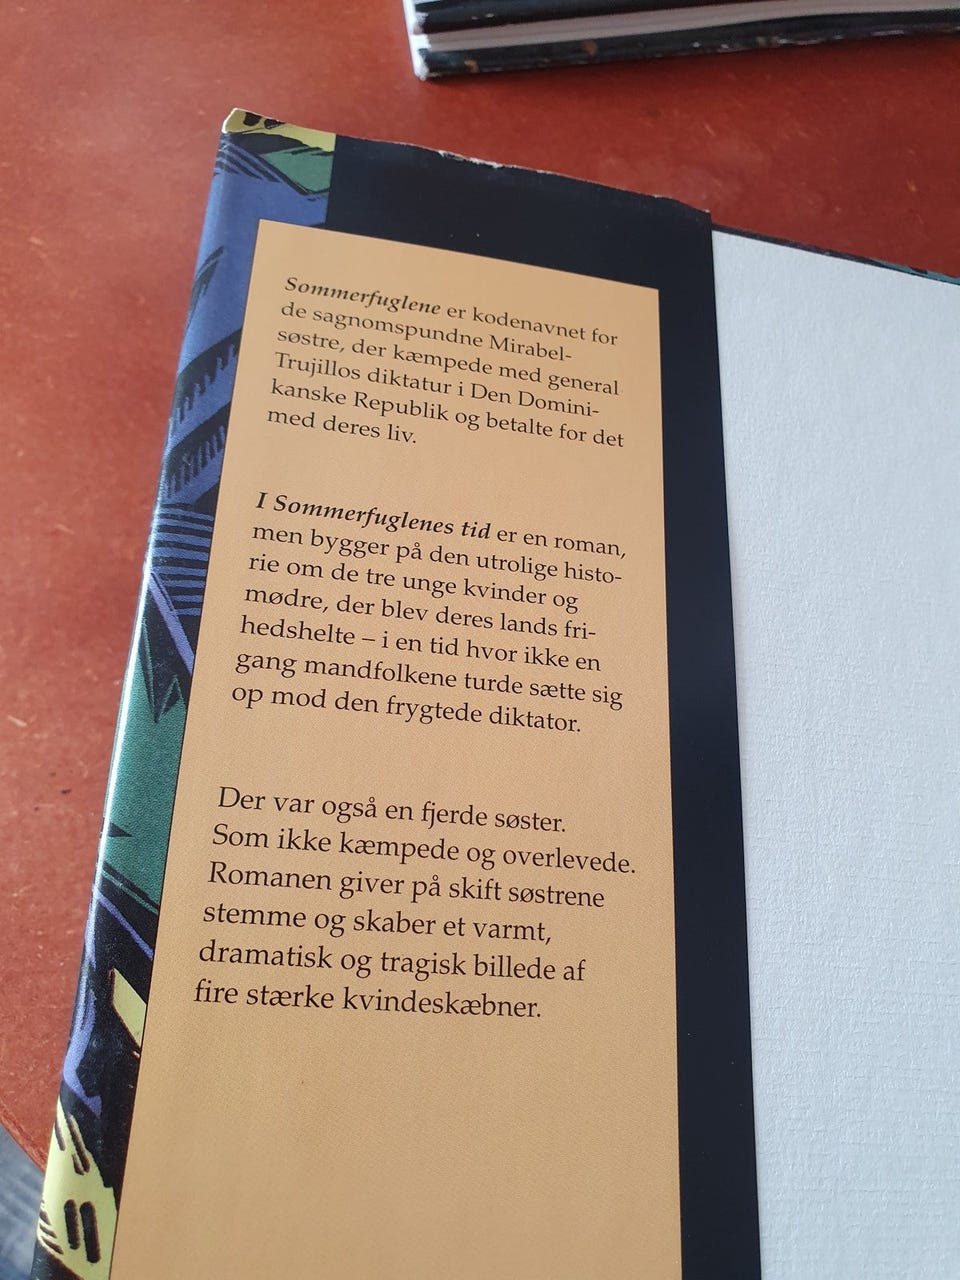 Sommerfuglene er kodenavnet for
de sagnomspundne Mirabel-
søstre, der kæmpede med general
Trujillos diktatur i Den Domini-
kanske Republik og betalte for det
med deres liv.
I Sommerfuglenes tid er en roman,
men bygger på den utrolige histo-
rie om de tre unge kvinder og
mødre, der blev deres lands fri-
hedshelte – i en tid hvor ikke en
gang mandfolkene turde sætte sig
op mod den frygtede diktator.
Der var også en fjerde søster.
Som ikke kæmpede og overlevede.
Romanen giver på skift søstrene
stemme og skaber et varmt,
dramatisk og tragisk billede af
fire stærke kvindeskæbner.